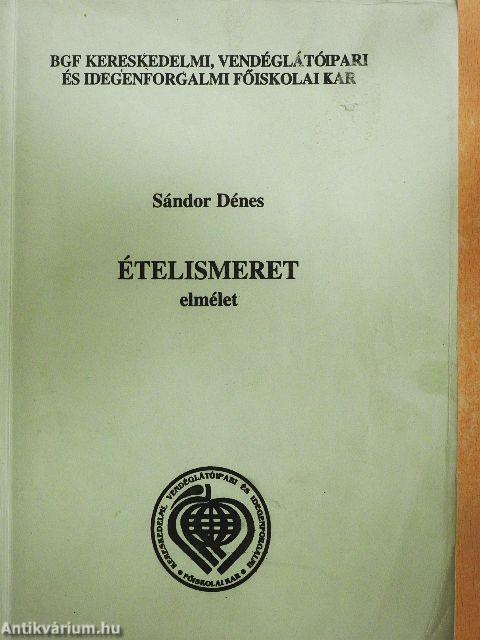 BGF KERESKEDELMI, VENDÉGLÁTÓIPARI
ÉS IDEGENFORGALMI FŐISKOLAI KAR
Sándor Dénes
ÉTELISMERET
elmélet
KERESKEDELMI, VENDÉGLÁTÓIPARI ÉS IDEGENFORGALMI
• FŐISKOLAI KAR •
Antikvárium.hu